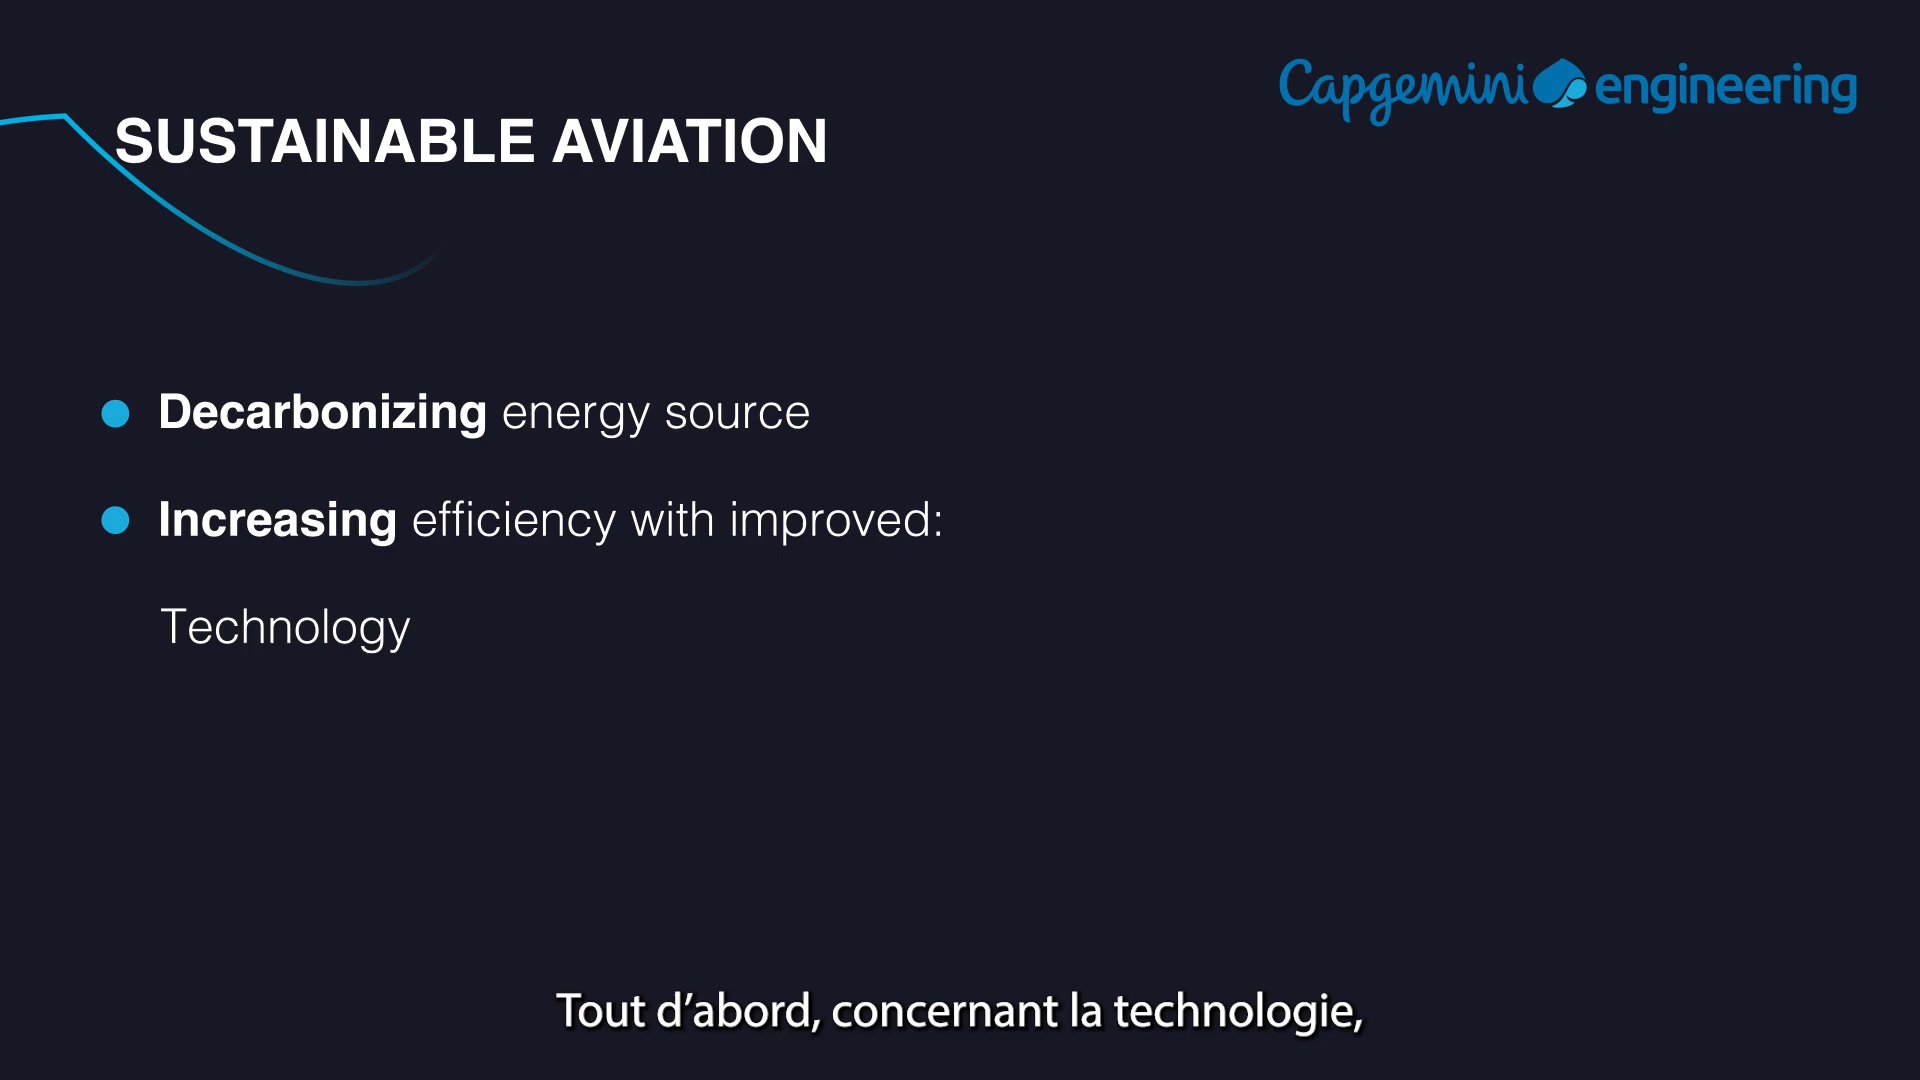 Capgemini engineering
SUSTAINABLE AVIATION
Decarbonizing energy source
Increasing efficiency with improved:
Technology
Tout d’abord, concernant la technologie,